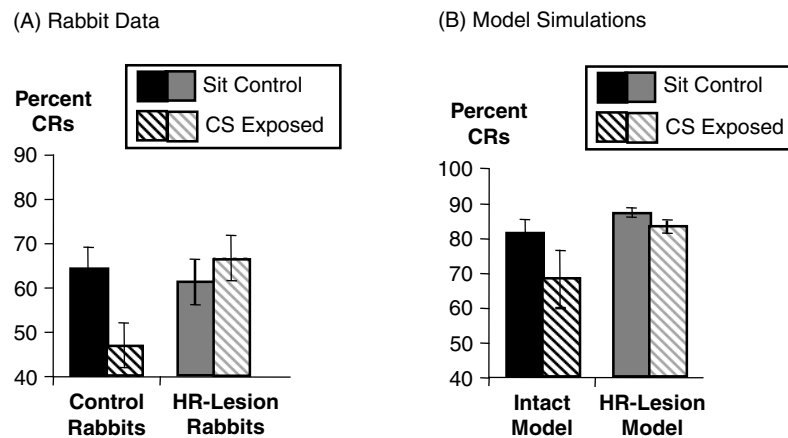 (A) Rabbit Data
Sit Control
CS Exposed
Percent
CRs
90
80
70
60
50
40
Control
Rabbits
HR-Lesion
Rabbits
(B) Model Simulations
Sit Control
CS Exposed
Percent
CRs
100
90
80
70
60
80
40
Intact
Model
HR-Lesion
Model